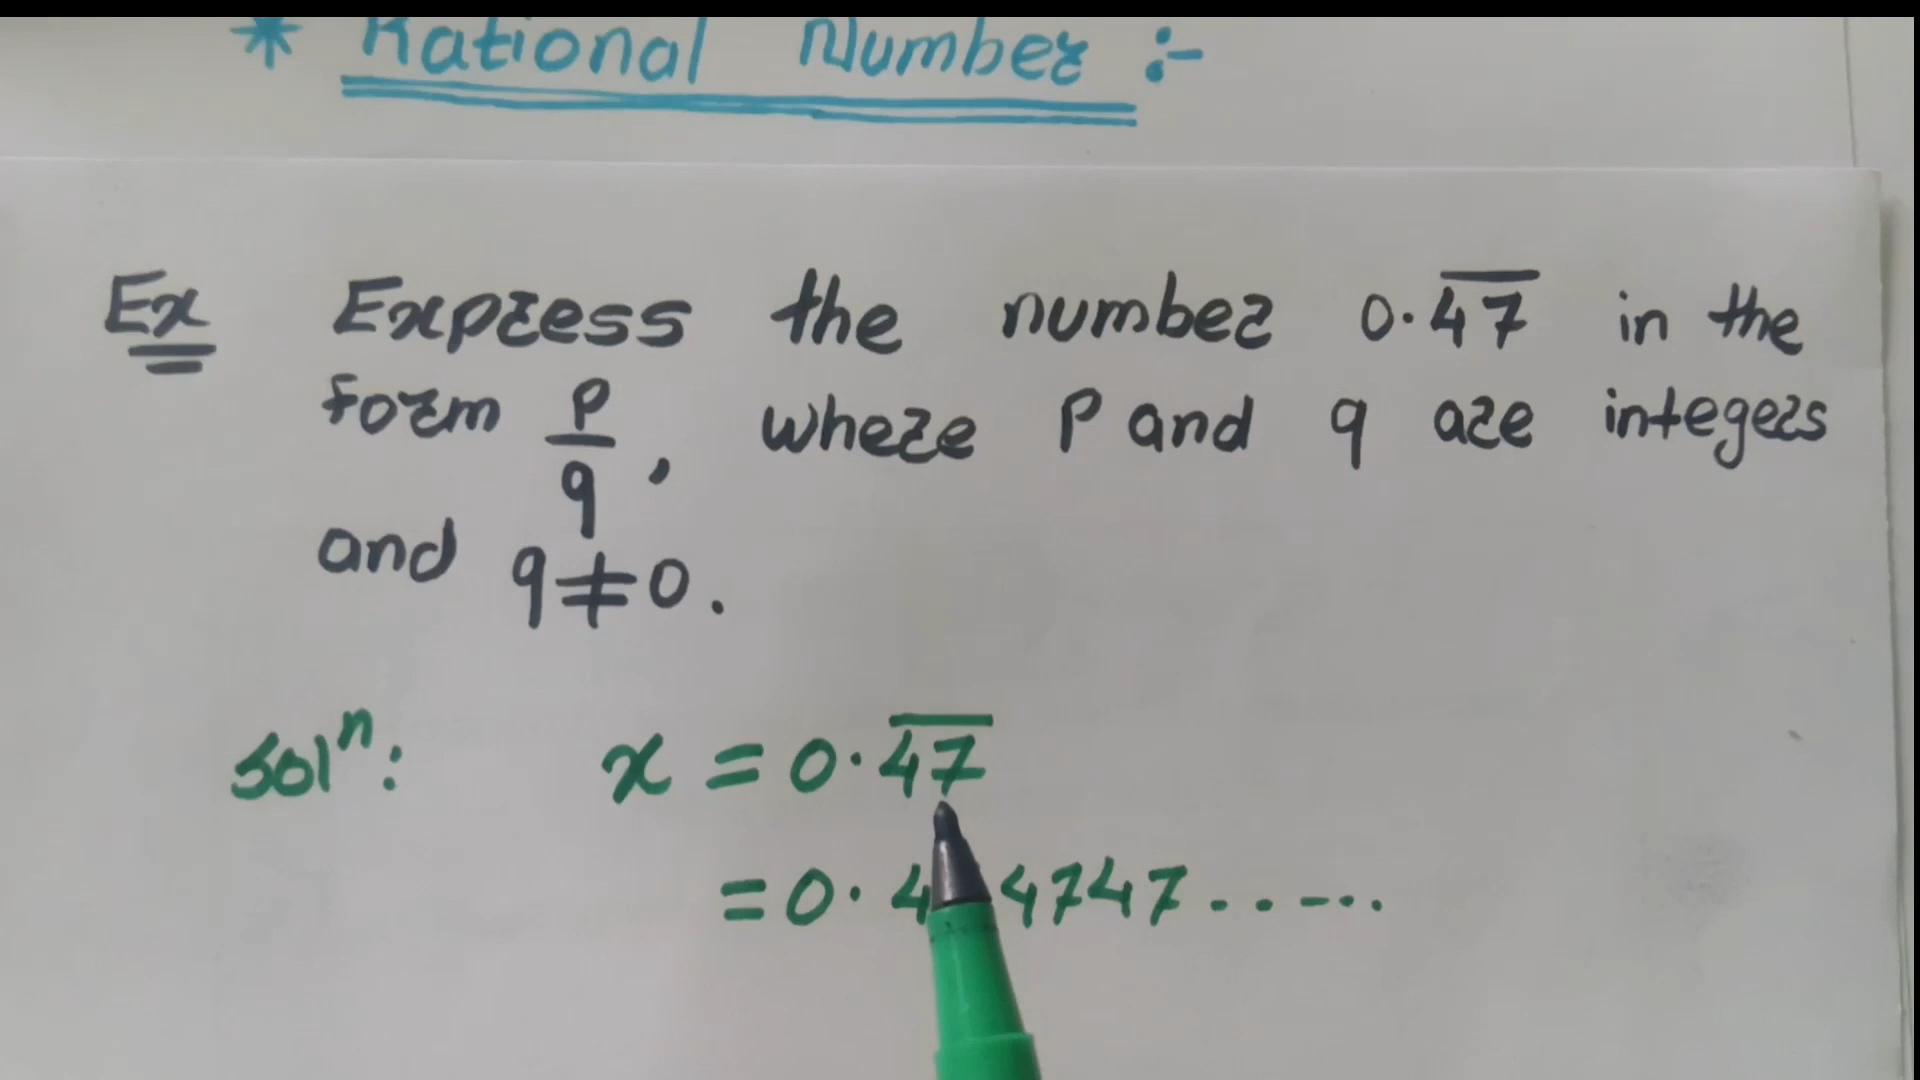 * Rational Number :-
Ex Express the number 0.4̅7̅ in the
form p/q, where p and q are integers
and q≠0.
Solⁿ: x = 0.4̅7̅
= 0.4 4747......